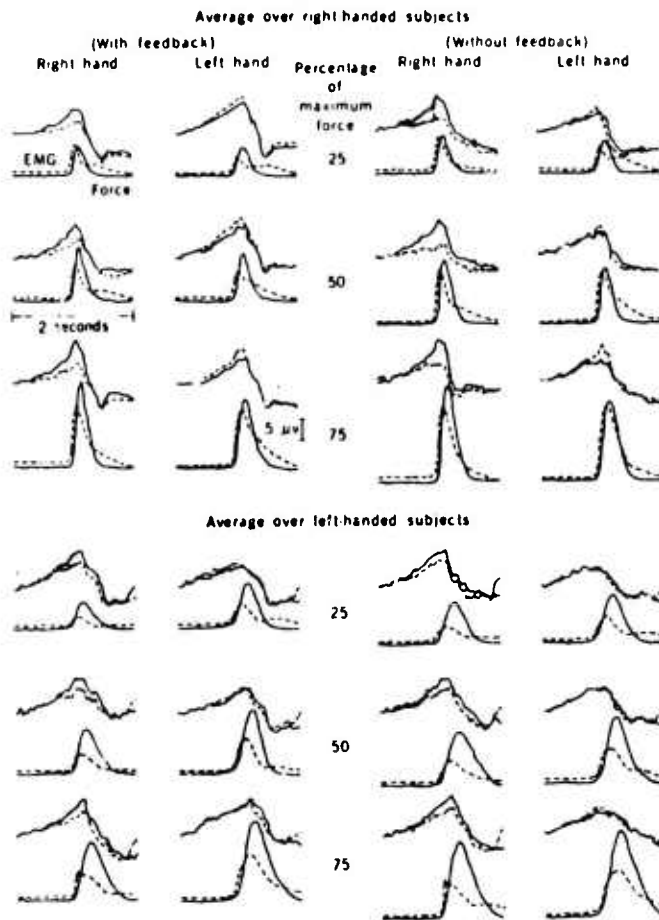 Average over right-handed subjects
(With feedback)
(Without feedback)
Right hand
Left hand
Percentage
of
maximum
force
Right hand
Left hand
EMG
Force
25
50
2 seconds
5 μv
75
Average over left-handed subjects
25
50
75